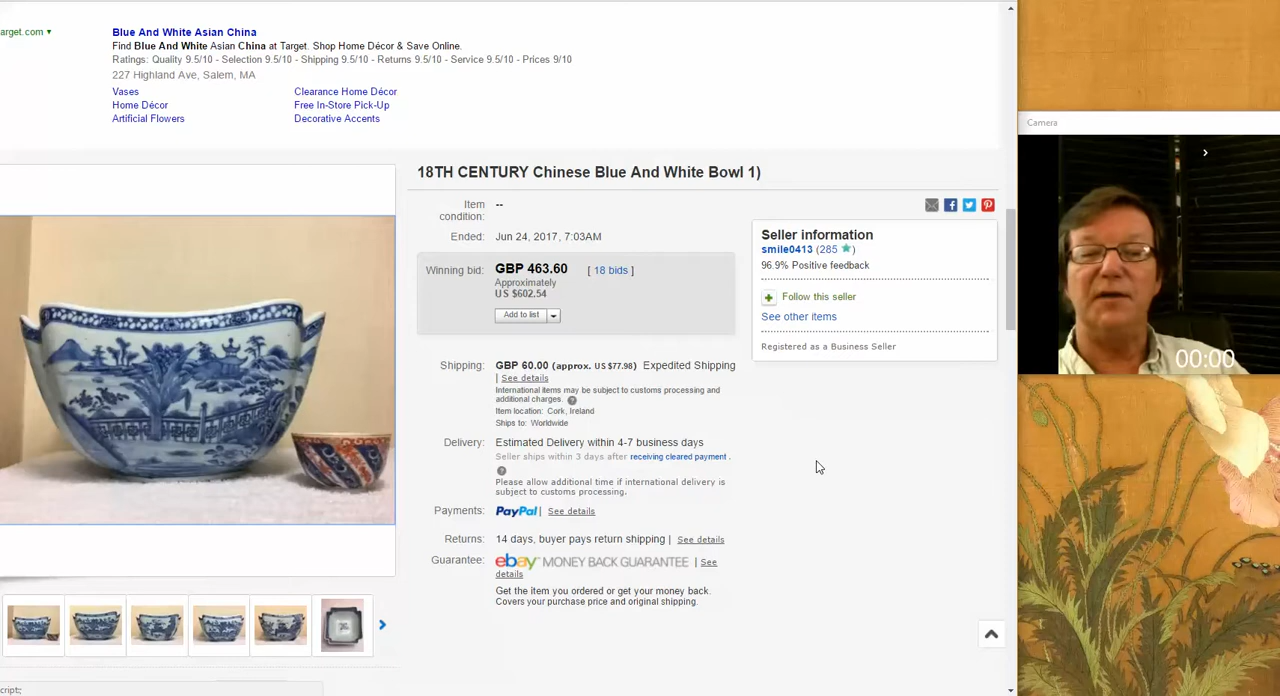 arget.com ▾
Blue And White Asian China
Find Blue And White Asian China at Target. Shop Home Décor & Save Online.
Ratings: Quality 9.5/10 - Selection 9.5/10 - Shipping 9.5/10 - Returns 9.5/10 - Service 9.5/10 - Prices 9/10
227 Highland Ave, Salem, MA
Vases Clearance Home Décor
Home Décor Free In-Store Pick-Up
Artificial Flowers Decorative Accents
18TH CENTURY Chinese Blue And White Bowl 1)
Item condition: --
Ended: Jun 24, 2017, 7:03AM
Winning bid: GBP 463.60 [ 18 bids ]
Approximately
US $602.54
Add to list
Shipping: GBP 60.00 (approx. US $77.98) Expedited Shipping
| See details
International items may be subject to customs processing and
additional charges.
Item location: Cork, Ireland
Ships to: Worldwide
Delivery: Estimated Delivery within 4-7 business days
Seller ships within 3 days after receiving cleared payment .
Please allow additional time if international delivery is
subject to customs processing.
Payments: PayPal | See details
Returns: 14 days, buyer pays return shipping | See details
Guarantee: ebay MONEY BACK GUARANTEE | See
details
Get the item you ordered or get your money back.
Covers your purchase price and original shipping.
Seller information
smile0413 (285 )
96.9% Positive feedback
Follow this seller
See other items
Registered as a Business Seller
Camera
00:00
cript:;